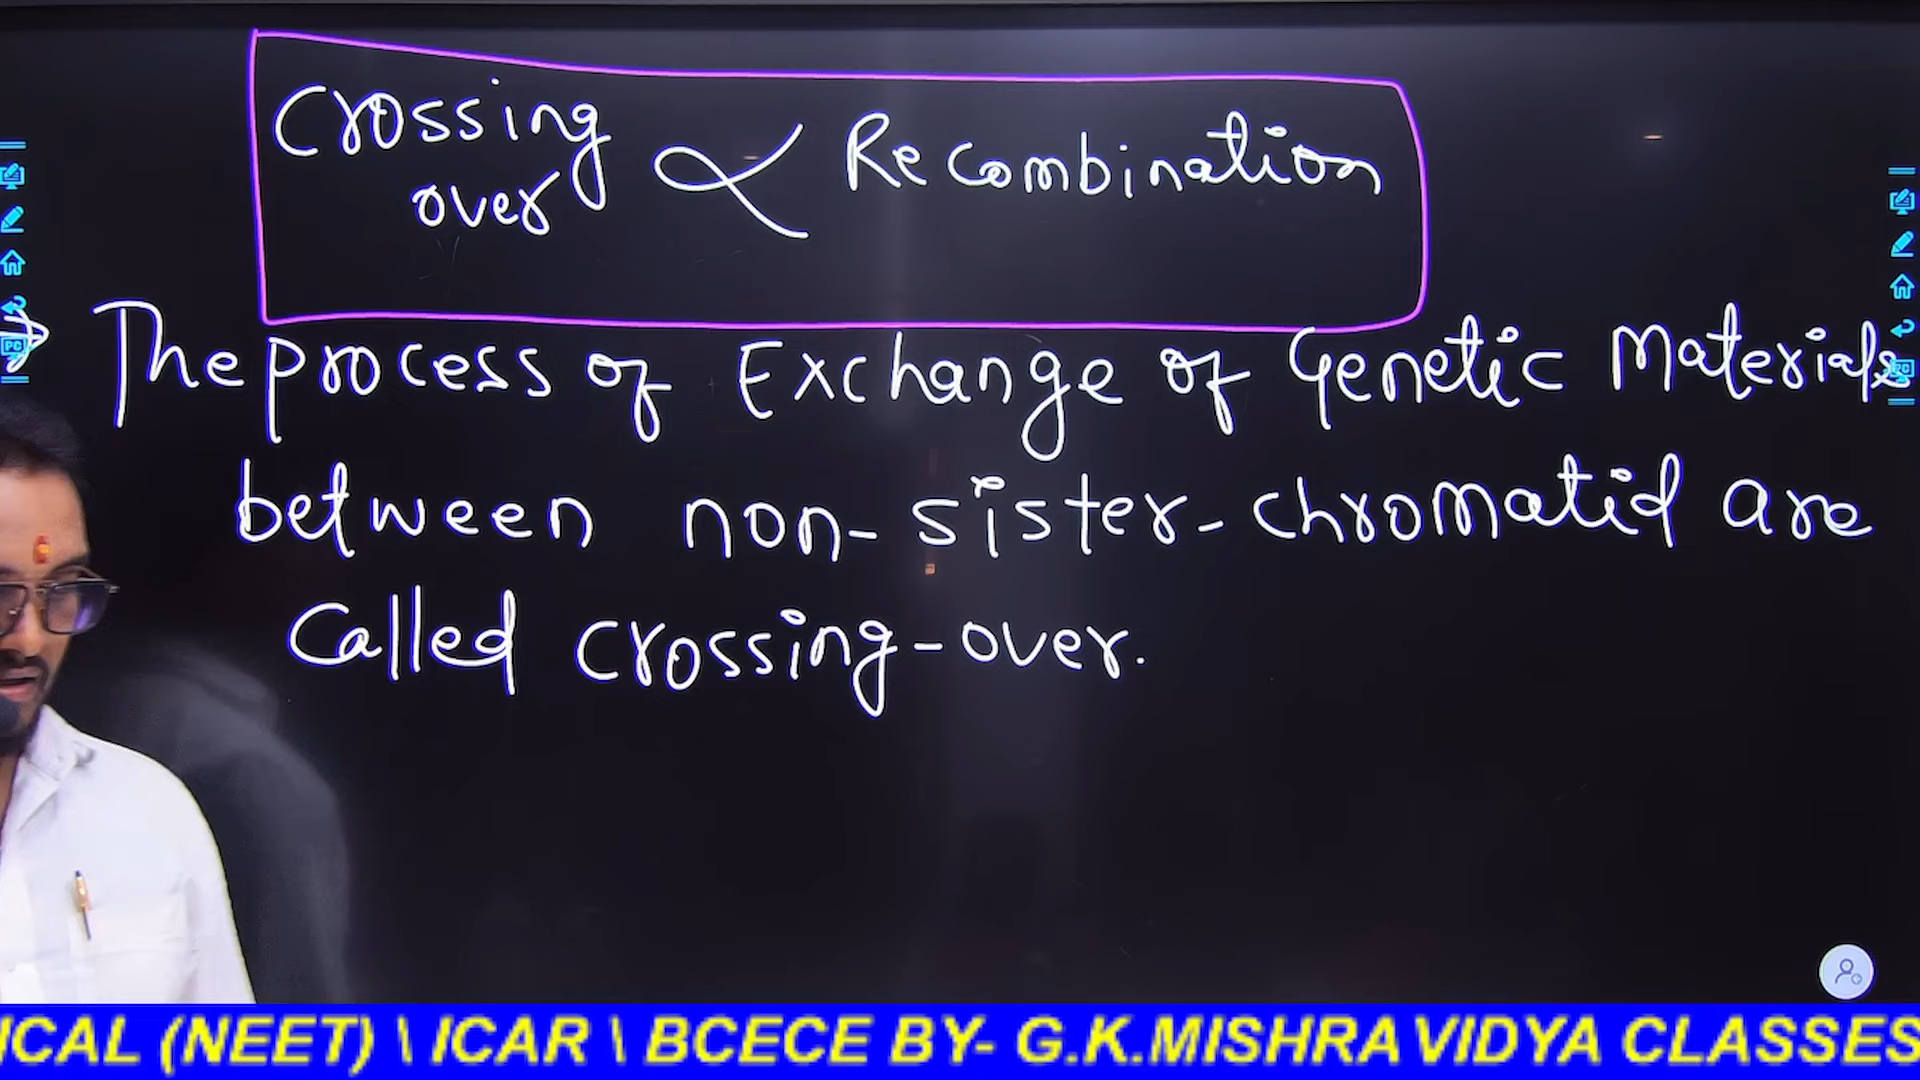 Crossing over ∝ Recombination
→ The process of Exchange of Genetic Materials
between non-sister-chromatid are
Called crossing-over.
ICAL (NEET) \ ICAR \ BCECE BY- G.K.MISHRA VIDYA CLASSES